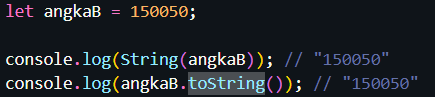 let angkaB = 150050;
console.log(String(angkaB)); // "150050"
console.log(angkaB.toString()); // "150050"